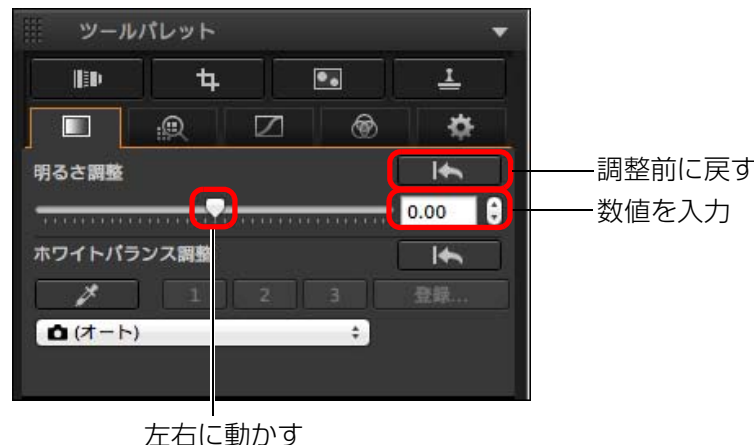 ツールパレット
明るさ調整
調整前に戻す
0.00
数値を入力
ホワイトバランス調整
1 2 3 登録...
(オート)
左右に動かす